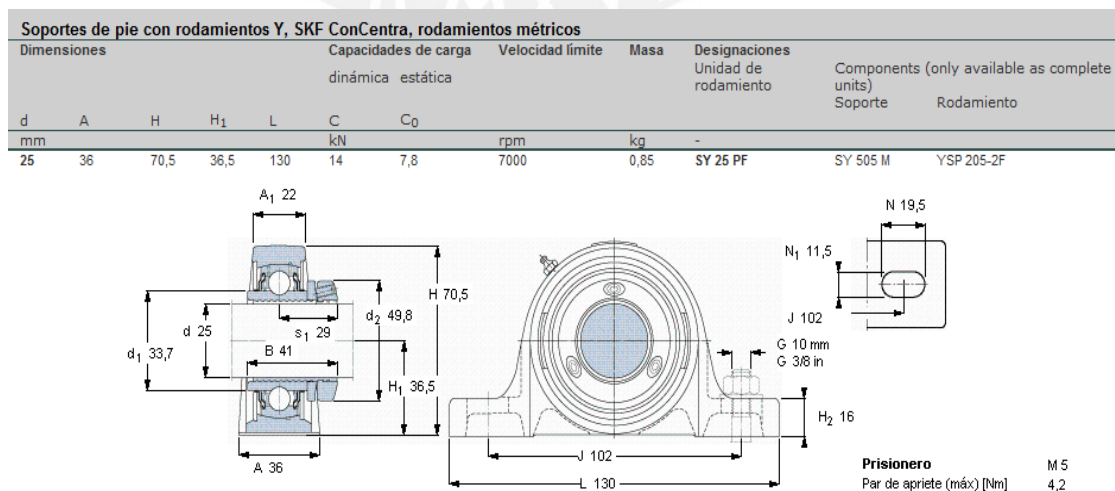 Soportes de pie con rodamientos Y, SKF ConCentra, rodamientos métricos
Dimensiones Capacidades de carga Velocidad límite Masa Designaciones
dinámica estática Unidad de rodamiento Components (only available as complete units)
Soporte Rodamiento
d A H H1 L C C0
mm kN rpm kg -
25 36 70,5 36,5 130 14 7,8 7000 0,85 SY 25 PF SY 505 M YSP 205-2F
A1 22
N 19,5
N1 11,5
H 70,5
d2 49,8
d 25
s1 29
J 102
d1 33,7
B 41
G 10 mm
G 3/8 in
H1 36,5
H2 16
A 36
J 102
L 130
Prisionero M 5
Par de apriete (máx) [Nm] 4,2